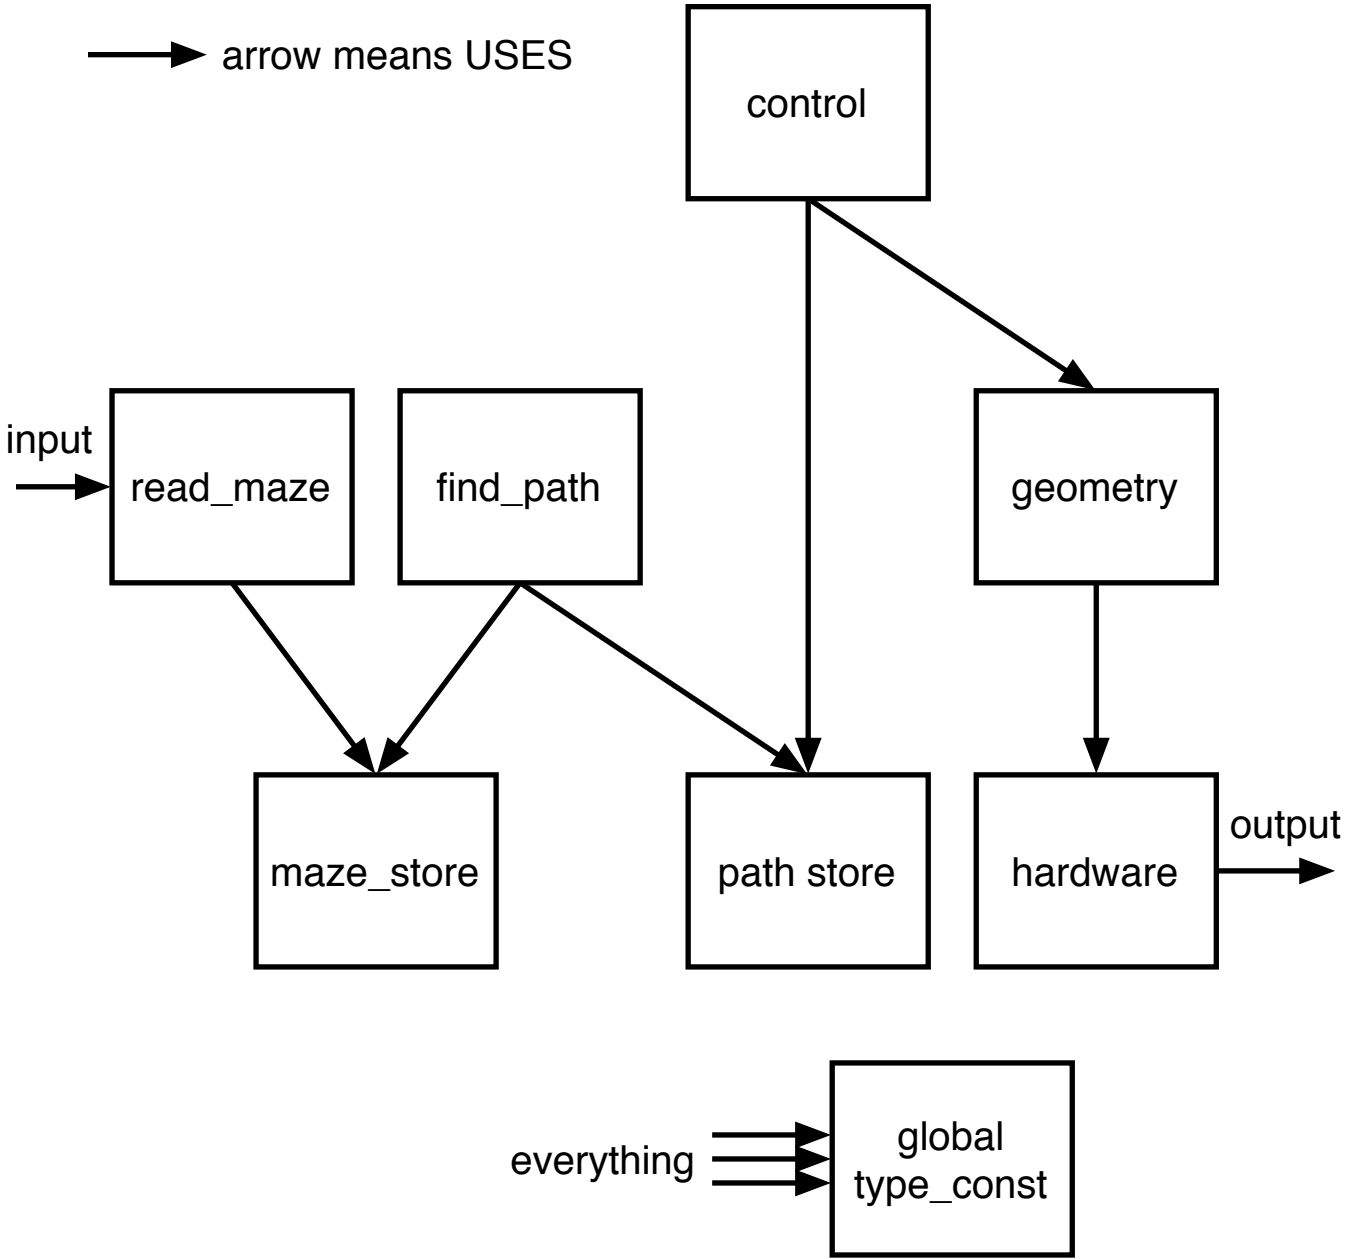 arrow means USES
control
input
read_maze
find_path
geometry
maze_store
path store
hardware
output
everything
global
type_const